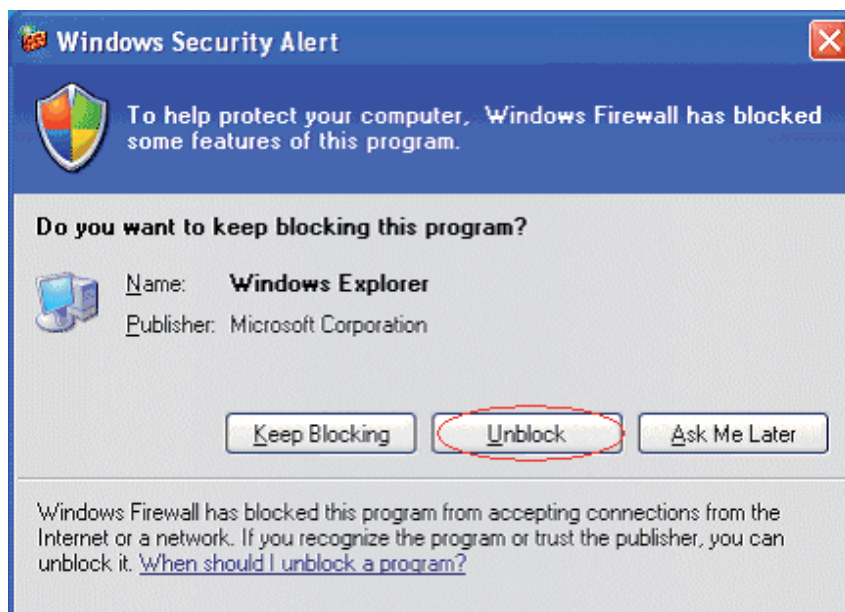 Windows Security Alert
To help protect your computer, Windows Firewall has blocked
some features of this program.
Do you want to keep blocking this program?
Name: Windows Explorer
Publisher: Microsoft Corporation
Keep Blocking Unblock Ask Me Later
Windows Firewall has blocked this program from accepting connections from the
Internet or a network. If you recognize the program or trust the publisher, you can
unblock it. When should I unblock a program?